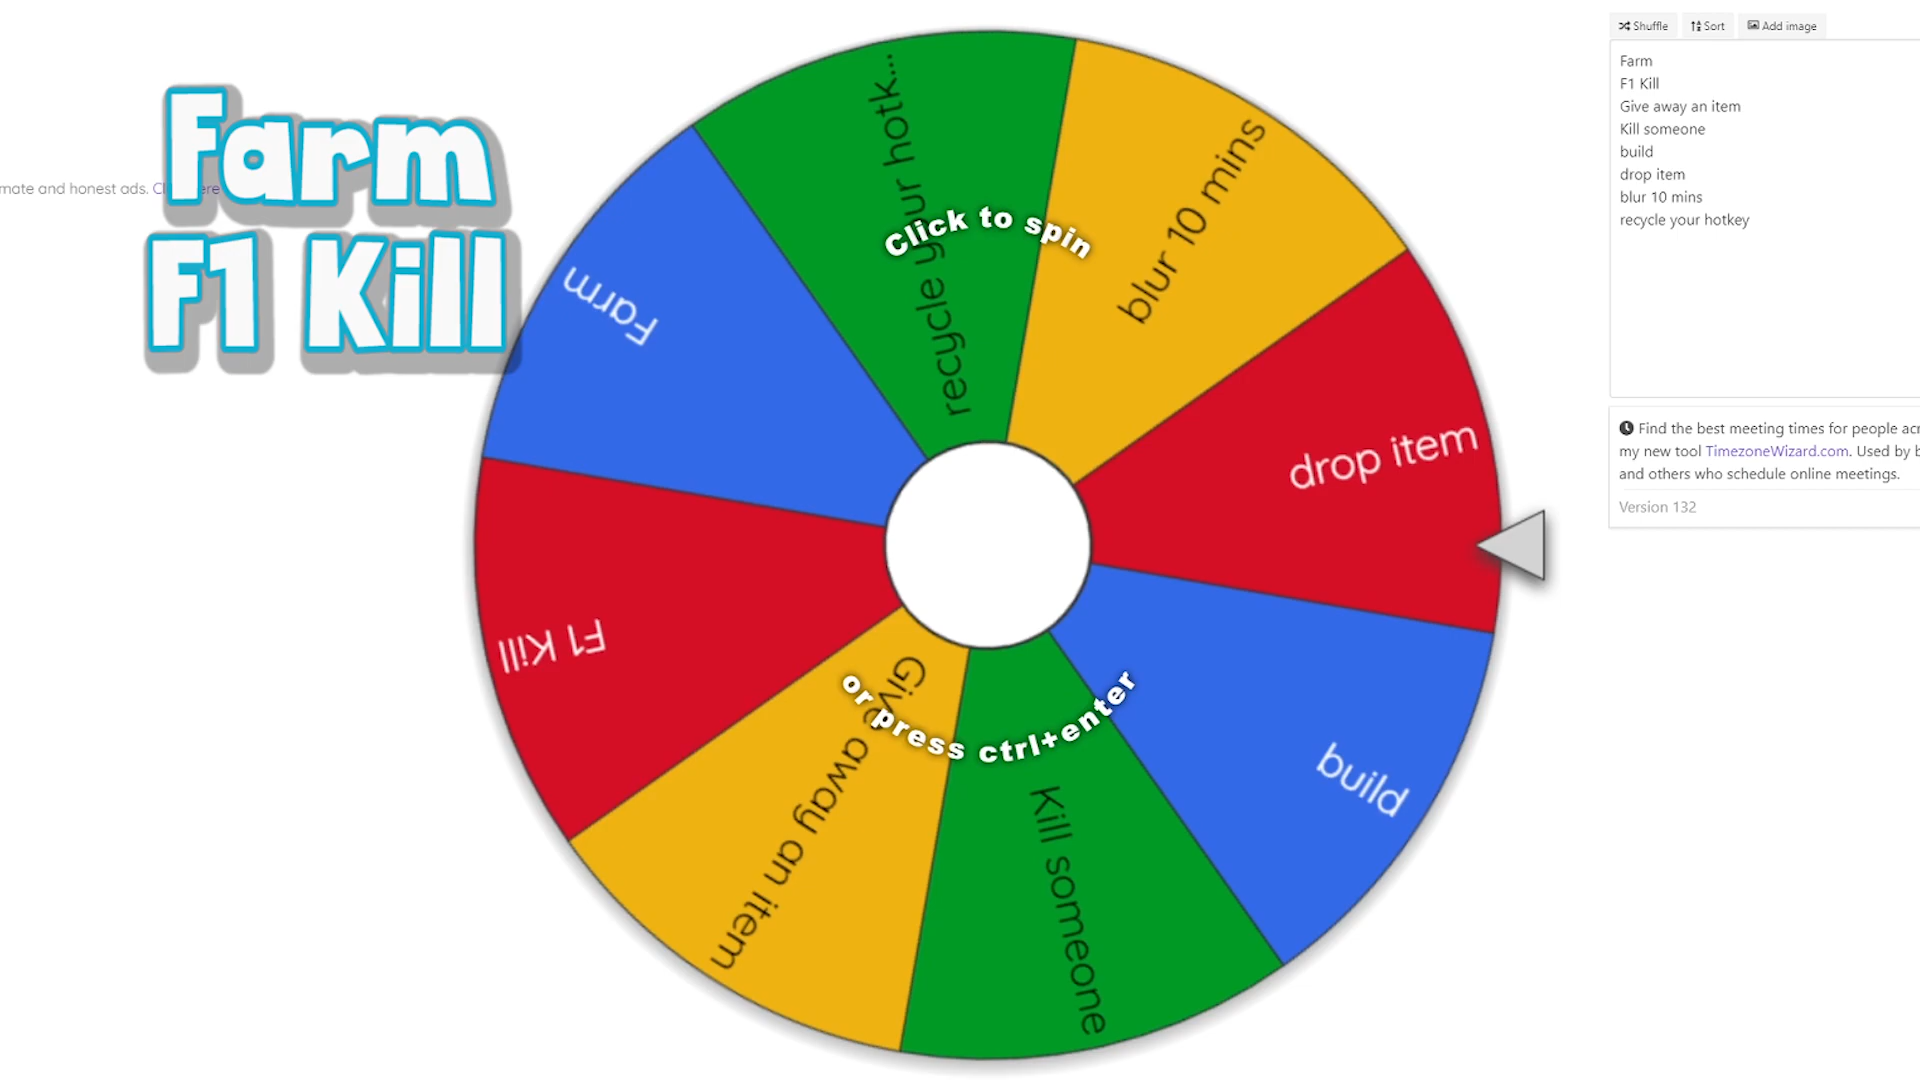 Shuffle
Sort
Add image
Farm
F1 Kill
Give away an item
Kill someone
build
drop item
blur 10 mins
recycle your hotkey
Find the best meeting times for people
my new tool TimezoneWizard.com. Used by
and others who schedule online meetings.
Version 132
Farm
F1 Kill
and honest ads.
recycle your hotk...
blur 10 mins
drop item
build
Kill someone
Give away an item
F1 Kill
Farm
Click to spin
or press ctrl+enter